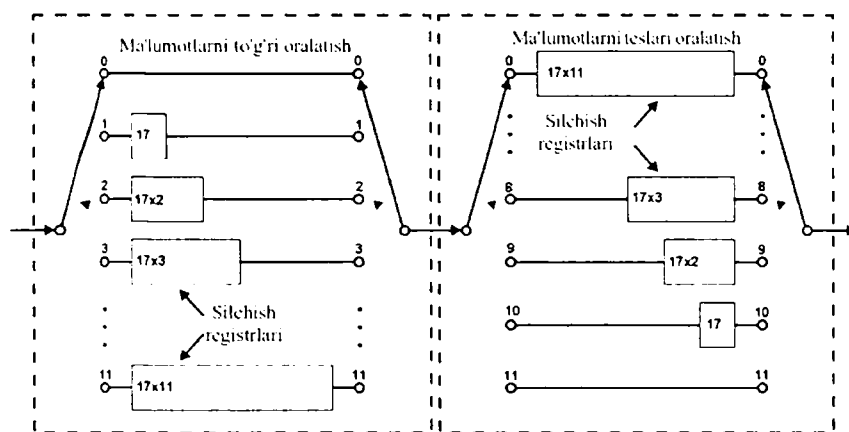 Ma'lumotlarni to'g'ri oralatish
0 0
1 17 1
2 17x2 2
3 17x3 3
Silchish
registrlari
11 17x11 11
Ma'lumotlarni teslari oralatish
0 17x11 0
Silchish
registrlari
8 17x3 8
9 17x2 9
10 17 10
11 11